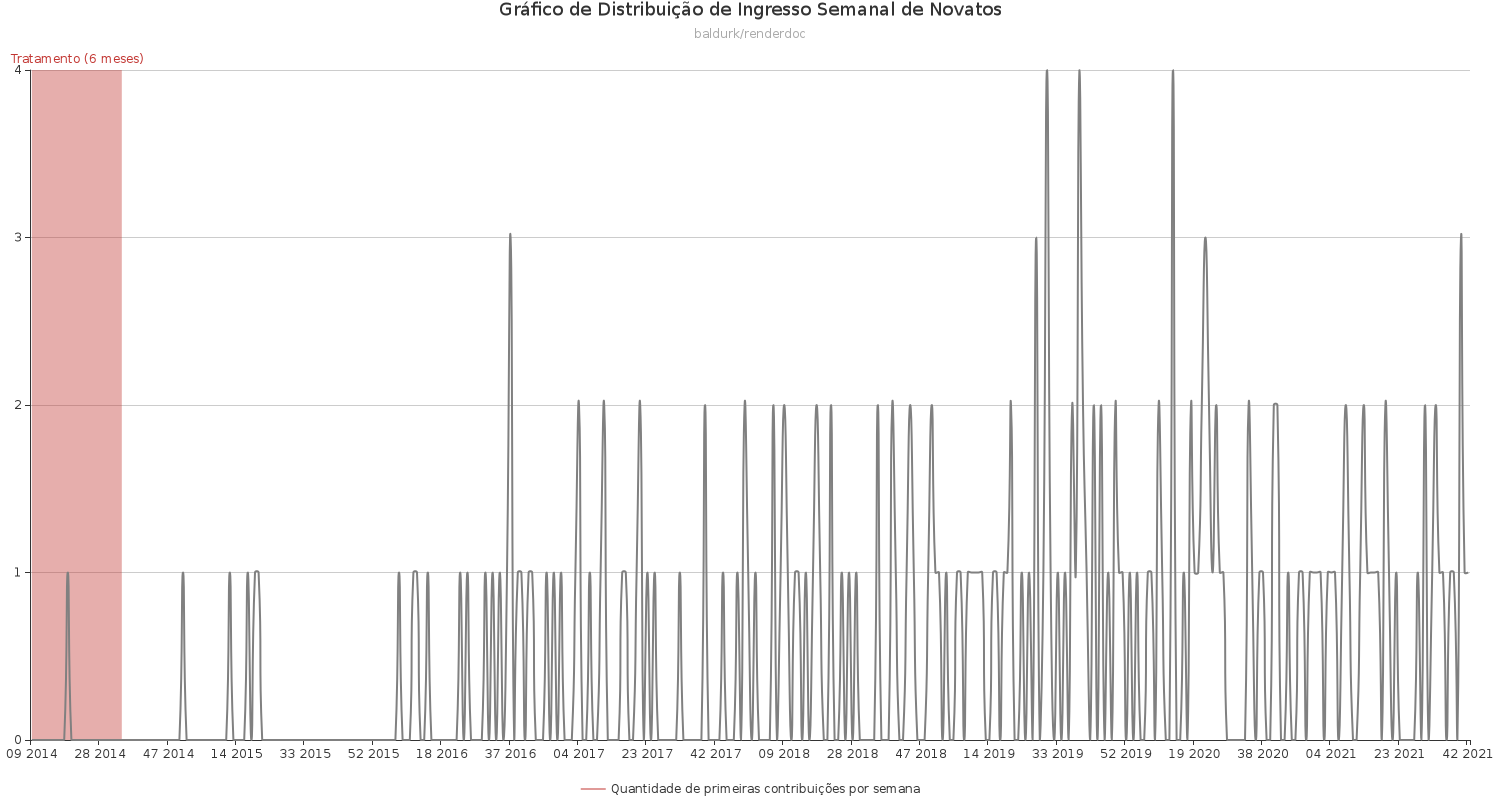 Gráfico de Distribuição de Ingresso Semanal de Novatos
baldurk/renderdoc
Tratamento (6 meses)
4
3
2
1
0
09 2014 28 2014 47 2014 14 2015 33 2015 52 2015 18 2016 37 2016 04 2017 23 2017 42 2017 09 2018 28 2018 47 2018 14 2019 33 2019 52 2019 19 2020 38 2020 04 2021 23 2021 42 2021
Quantidade de primeiras contribuições por semana